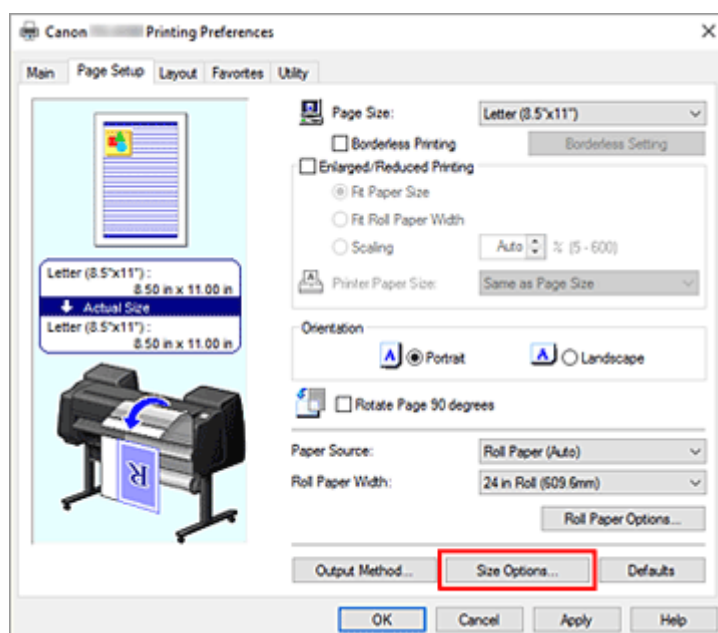 Canon Printing Preferences
Main Page Setup Layout Favorites Utility
Page Size: Letter (8.5"x11")
Borderless Printing Borderless Setting
Enlarged/Reduced Printing
Fit Paper Size
Fit Roll Paper Width
Scaling Auto % (5 - 600)
Printer Paper Size: Same as Page Size
Letter (8.5"x11") :
8.50 in x 11.00 in
Actual Size
Letter (8.5"x11") :
8.50 in x 11.00 in
Orientation
A Portrait A Landscape
Rotate Page 90 degrees
Paper Source: Roll Paper (Auto)
Roll Paper Width: 24 in Roll (609.6mm)
Roll Paper Options...
R
Output Method... Size Options... Defaults
OK Cancel Apply Help